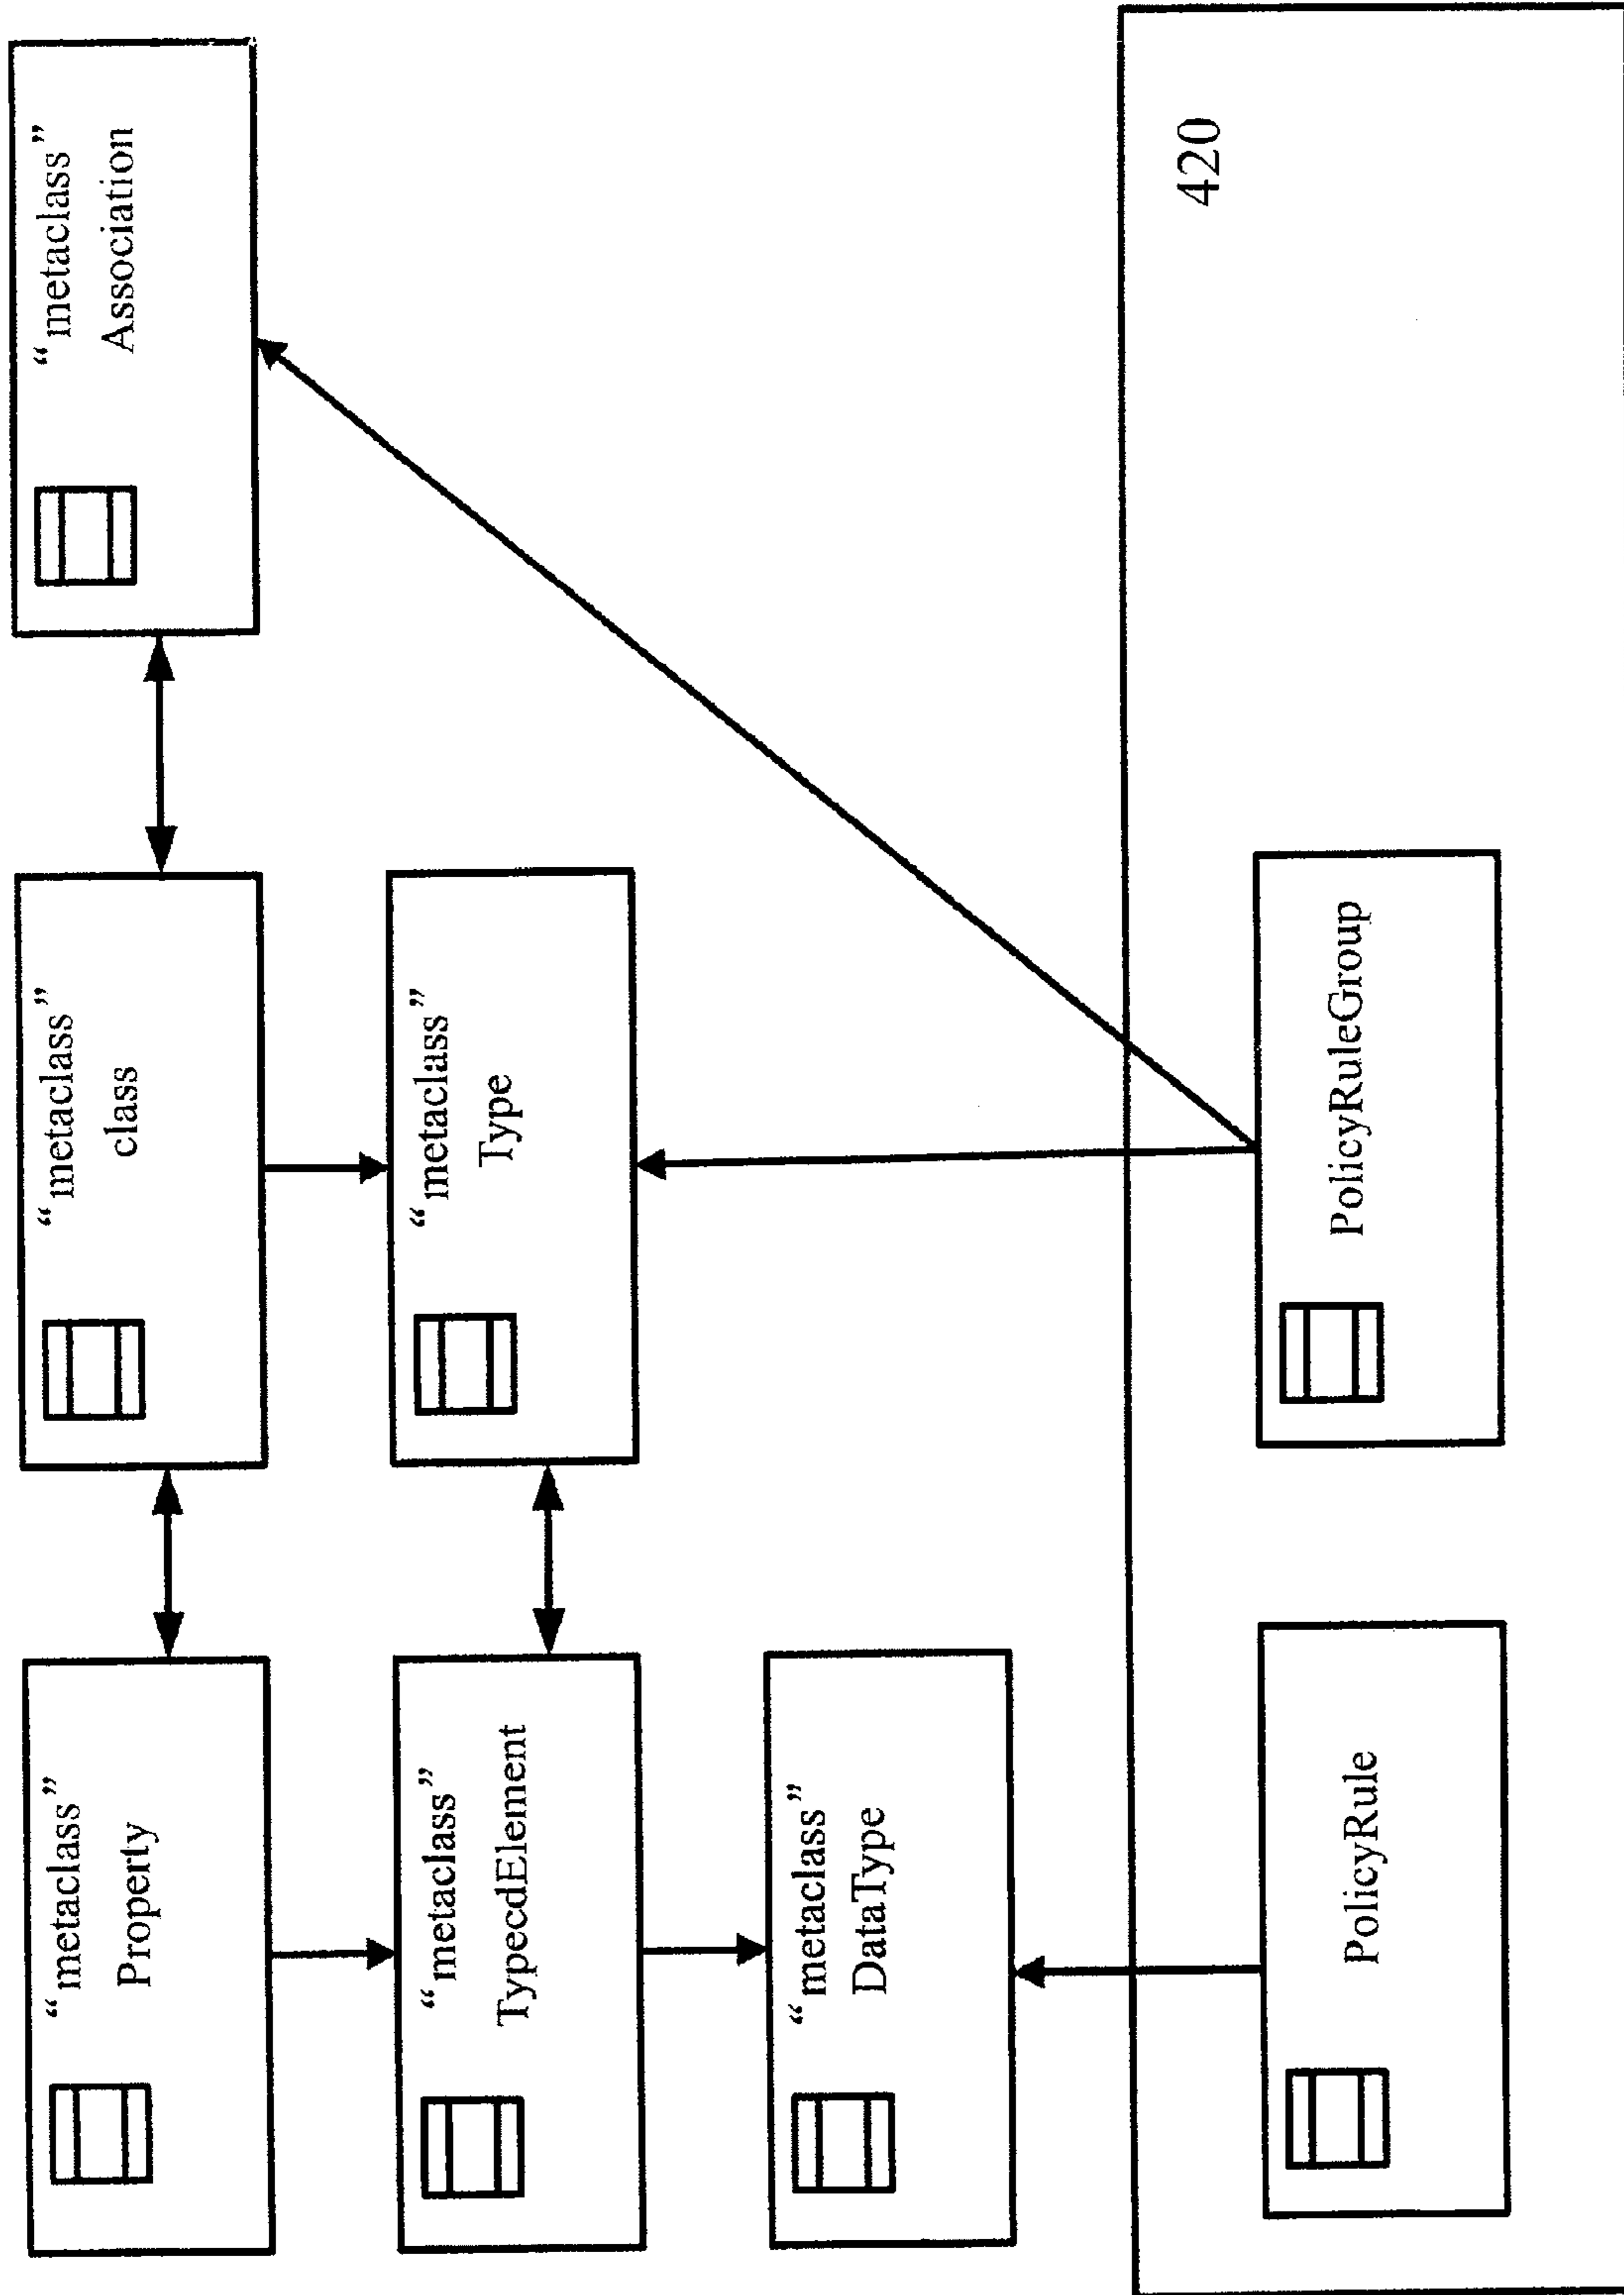 “metaclass”
Property
“metaclass”
class
“metaclass”
Association
“metaclass”
TypedElement
“metaclass”
Type
“metaclass”
DataType
420
PolicyRule
PolicyRuleGroup